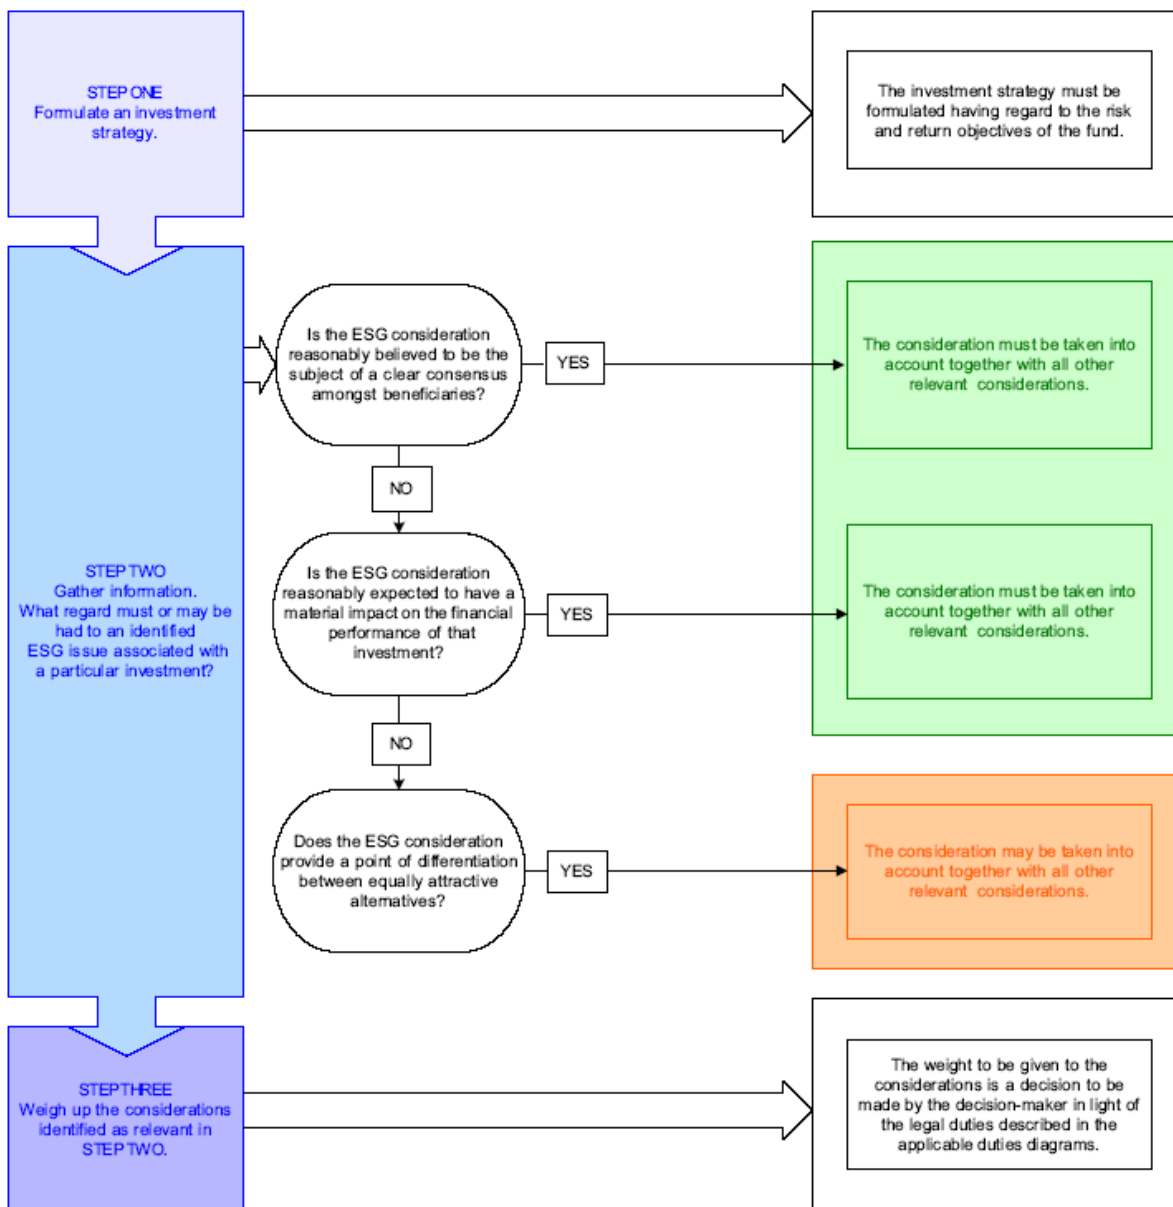 STEP ONE
Formulate an investment
strategy.
The investment strategy must be
formulated having regard to the risk
and return objectives of the fund.
STEP TWO
Gather information.
What regard must or may be
had to an identified
ESG issue associated with
a particular investment?
Is the ESG consideration
reasonably believed to be the
subject of a clear consensus
amongst beneficiaries?
YES
The consideration must be taken into
account together with all other
relevant considerations.
NO
Is the ESG consideration
reasonably expected to have a
material impact on the financial
performance of that
investment?
YES
The consideration must be taken into
account together with all other
relevant considerations.
NO
Does the ESG consideration
provide a point of differentiation
between equally attractive
alternatives?
YES
The consideration may be taken into
account together with all other
relevant considerations.
STEP THREE
Weigh up the considerations
identified as relevant in
STEP TWO.
The weight to be given to the
considerations is a decision to be
made by the decision-maker in light of
the legal duties described in the
applicable duties diagrams.